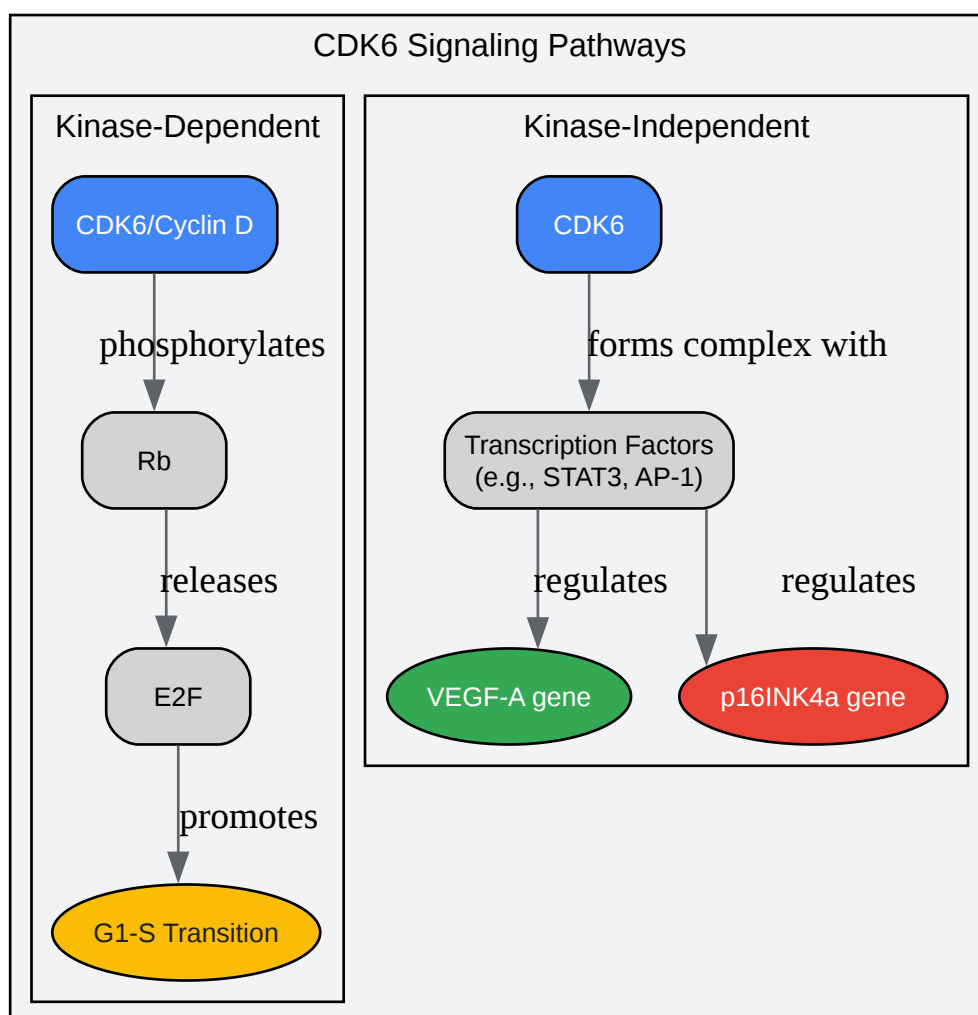 CDK6 Signaling Pathways
Kinase-Dependent
CDK6/Cyclin D
phosphorylates
Rb
releases
E2F
promotes
G1-S Transition
Kinase-Independent
CDK6
forms complex with
Transcription Factors
(e.g., STAT3, AP-1)
regulates
regulates
VEGF-A gene
p16INK4a gene